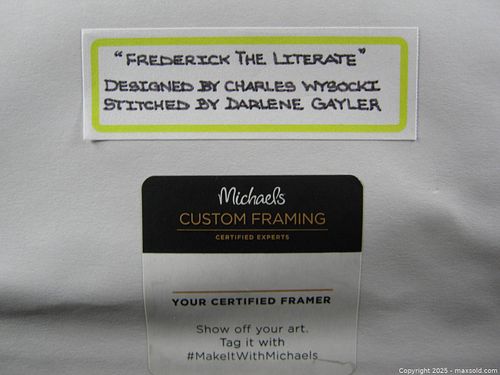 "FREDERICK THE LITERATE"
DESIGNED BY CHARLES WYSOCKI
STITCHED BY DARLENE GAYLER
Michaels
CUSTOM FRAMING
CERTIFIED EXPERTS
YOUR CERTIFIED FRAMER
Show off your art.
Tag it with
#MakeItWithMichaels
Copyright 2025 - maxsold.com